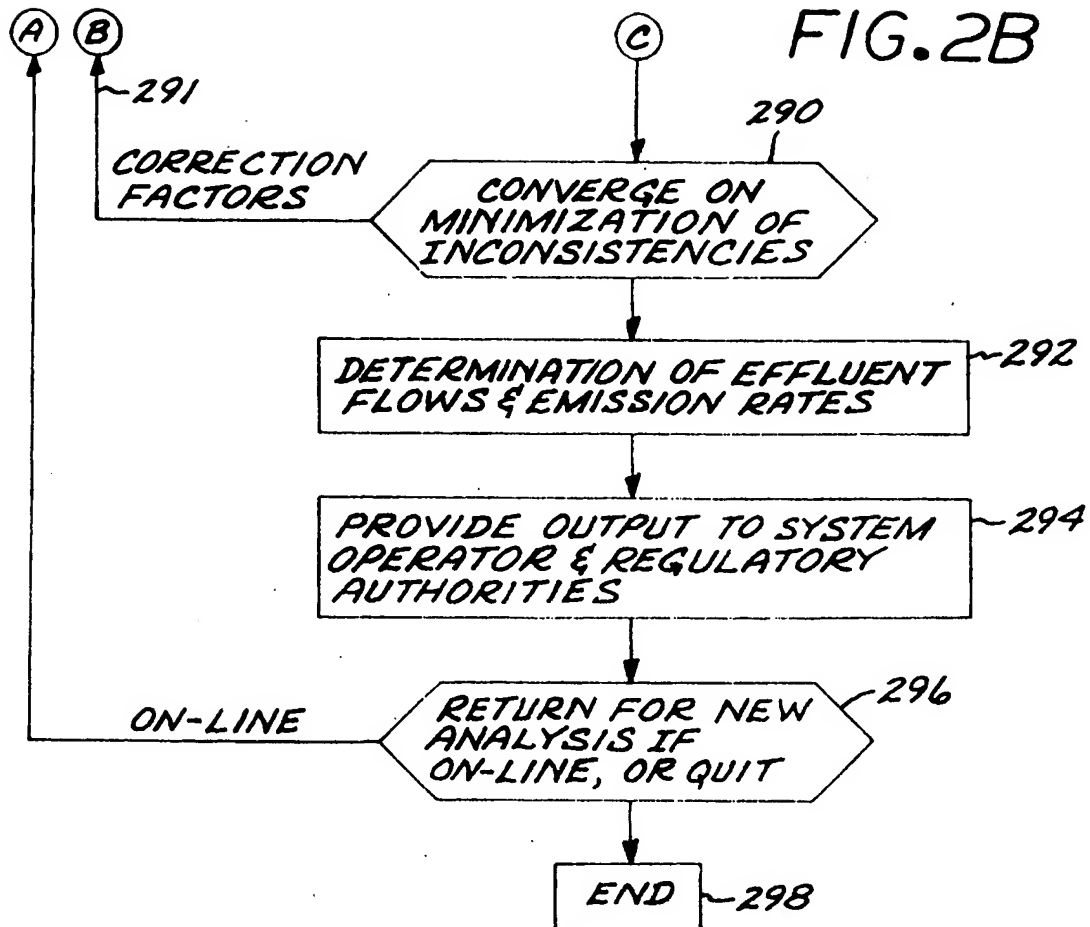 A B C FIG.2B
291
290
CORRECTION
FACTORS
CONVERGE ON
MINIMIZATION OF
INCONSISTENCIES
DETERMINATION OF EFFLUENT
FLOWS & EMISSION RATES
292
PROVIDE OUTPUT TO SYSTEM
OPERATOR & REGULATORY
AUTHORITIES
294
ON-LINE
RETURN FOR NEW
ANALYSIS IF
ON-LINE, OR QUIT
296
END
298